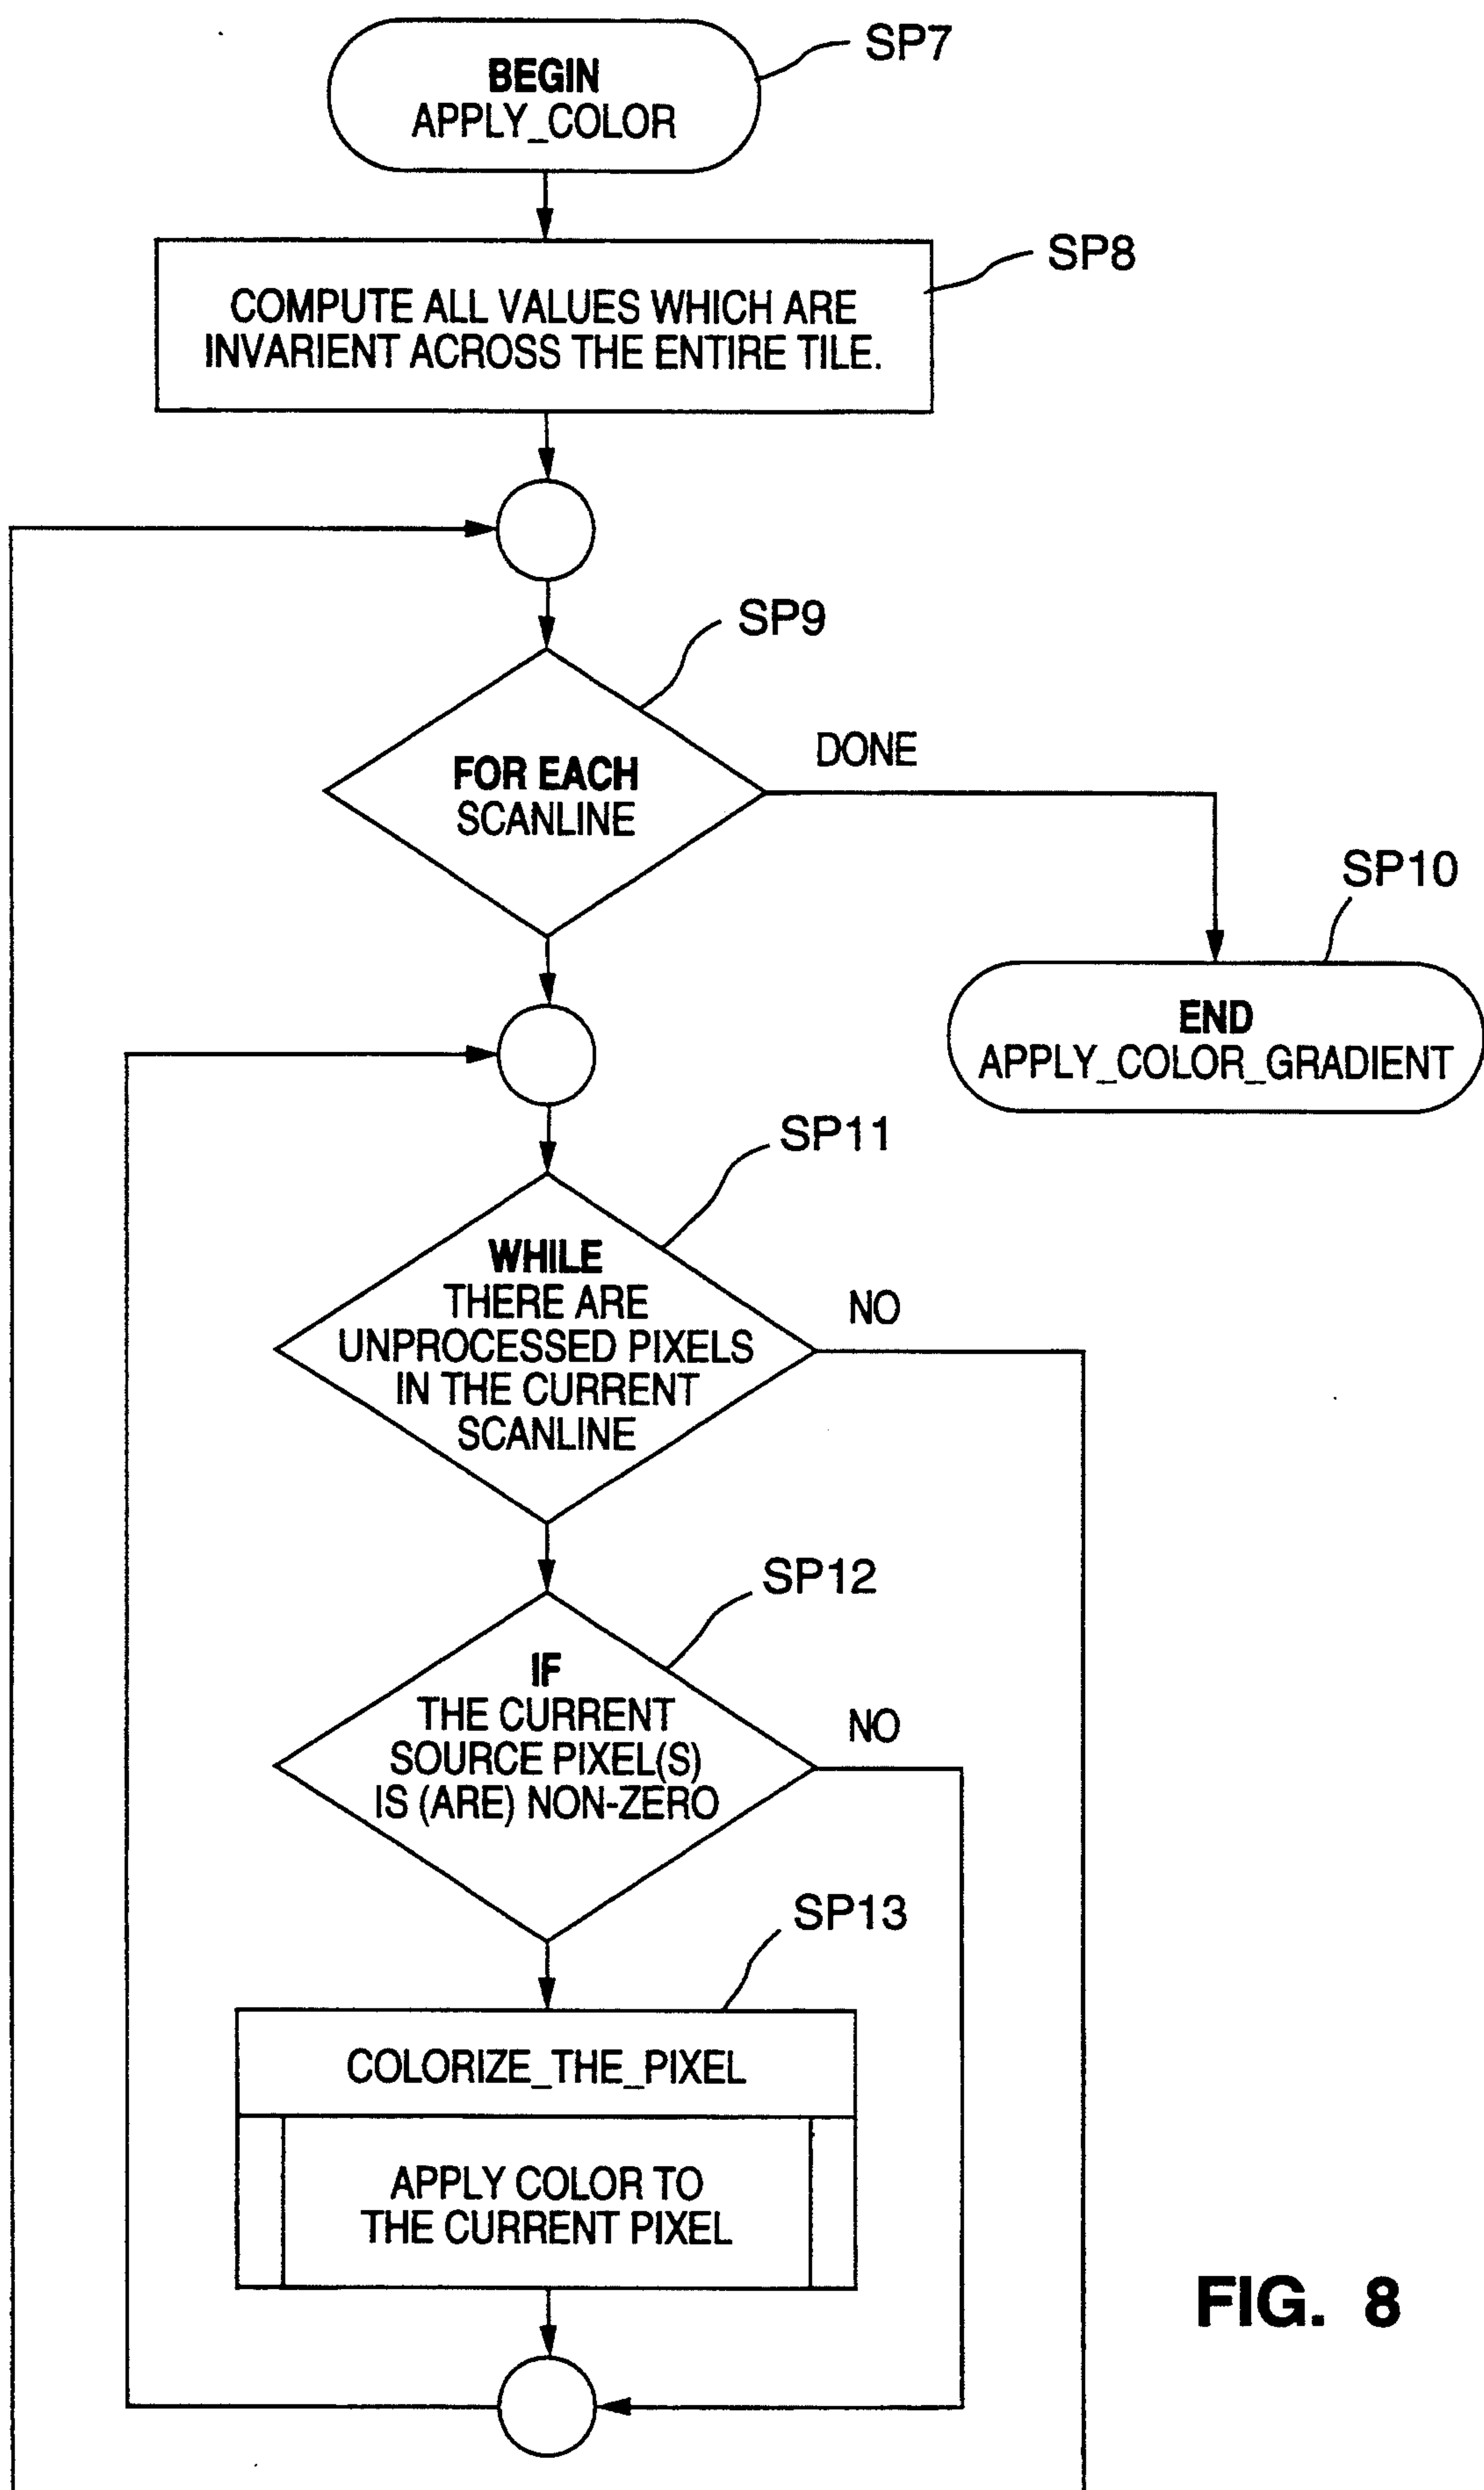 SP7
BEGIN
APPLY_COLOR
SP8
COMPUTE ALL VALUES WHICH ARE
INVARIENT ACROSS THE ENTIRE TILE.
SP9
FOR EACH
SCANLINE
DONE
SP10
END
APPLY_COLOR_GRADIENT
SP11
WHILE
THERE ARE
UNPROCESSED PIXELS
IN THE CURRENT
SCANLINE
NO
SP12
IF
THE CURRENT
SOURCE PIXEL(S)
IS (ARE) NON-ZERO
NO
SP13
COLORIZE_THE_PIXEL
APPLY COLOR TO
THE CURRENT PIXEL
FIG. 8